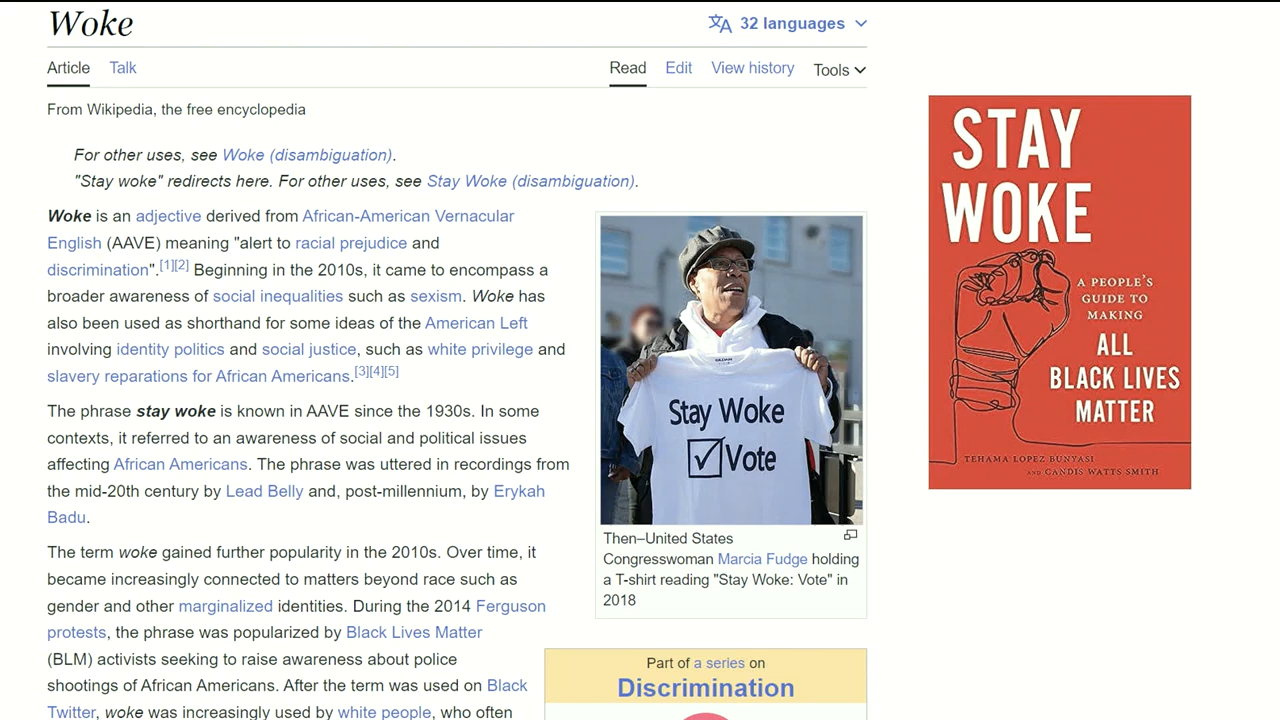 Woke
32 languages
Article Talk
Read Edit View history Tools
From Wikipedia, the free encyclopedia
For other uses, see Woke (disambiguation).
"Stay woke" redirects here. For other uses, see Stay Woke (disambiguation).
Woke is an adjective derived from African-American Vernacular
English (AAVE) meaning "alert to racial prejudice and
discrimination".[1][2] Beginning in the 2010s, it came to encompass a
broader awareness of social inequalities such as sexism. Woke has
also been used as shorthand for some ideas of the American Left
involving identity politics and social justice, such as white privilege and
slavery reparations for African Americans.[3][4][5]
The phrase stay woke is known in AAVE since the 1930s. In some
contexts, it referred to an awareness of social and political issues
affecting African Americans. The phrase was uttered in recordings from
the mid-20th century by Lead Belly and, post-millennium, by Erykah
Badu.
The term woke gained further popularity in the 2010s. Over time, it
became increasingly connected to matters beyond race such as
gender and other marginalized identities. During the 2014 Ferguson
protests, the phrase was popularized by Black Lives Matter
(BLM) activists seeking to raise awareness about police
shootings of African Americans. After the term was used on Black
Twitter, woke was increasingly used by white people, who often
Stay Woke
Vote
Then–United States
Congresswoman Marcia Fudge holding
a T-shirt reading "Stay Woke: Vote" in
2018
Part of a series on
Discrimination
STAY
WOKE
A PEOPLE'S
GUIDE TO
MAKING
ALL
BLACK LIVES
MATTER
TEHAMA LOPEZ BUNYASI
AND CANDIS WATTS SMITH